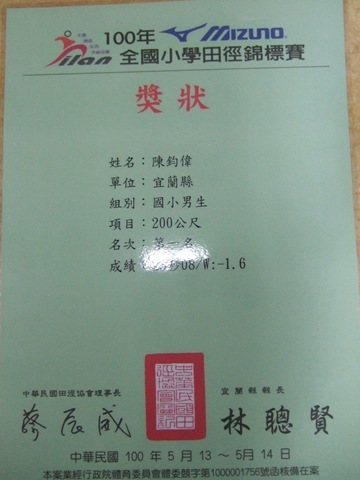 ilan
100年 MIZUNO
全國小學田徑錦標賽
獎狀
姓名：陳鈞偉
單位：宜蘭縣
組別：國小男生
項目：200公尺
名次：第一名
成績：秒08/W:-1.6
中華民國田徑協會理事長 宜蘭縣縣長
蔡辰威 林聰賢
中華民國 100 年 5 月 13 ～ 5月 14 日
本案業經行政院體育委員會體委競字第1000001756號函核備在案